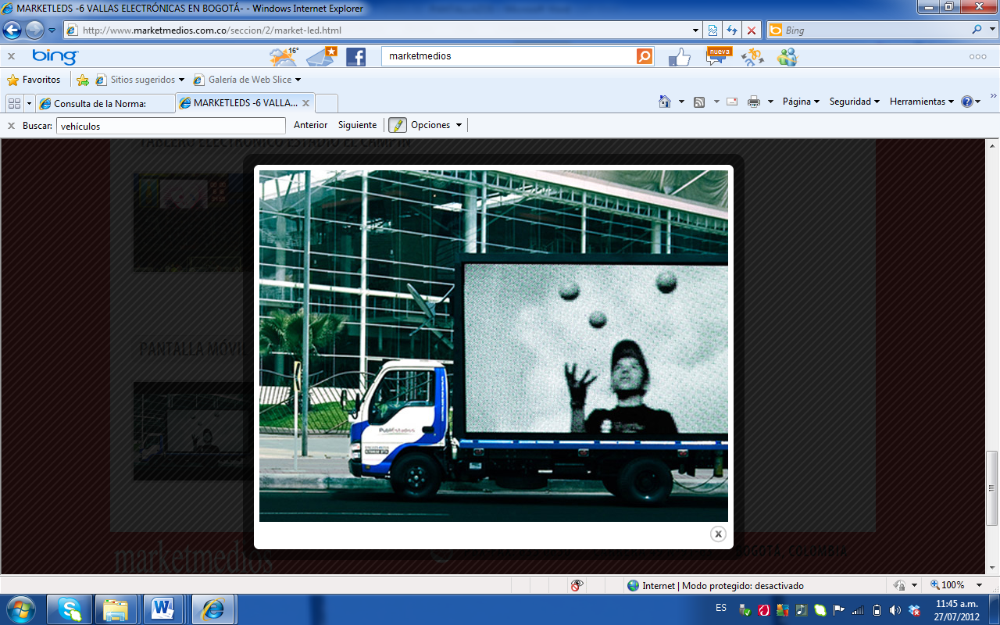 MARKETLEDS -6 VALLAS ELECTRÓNICAS EN BOGOTÁ- - Windows Internet Explorer
http://www.marketmedios.com.co/seccion/2/market-led.html
Bing
bing
16°
marketmedios
nueva
Favoritos
Sitios sugeridos
Galería de Web Slice
Consulta de la Norma:
MARKETLEDS -6 VALLA...
Página
Seguridad
Herramientas
Buscar:
vehículos
Anterior
Siguiente
Opciones
TABLERO ELECTRÓNICO ESTADIO EL CAMPÍN
PANTALLA MÓVIL
PubliEstadios
marketmedios
BOGOTÁ COLOMBIA
Internet | Modo protegido: desactivado
100%
ES
11:45 a.m.
27/07/2012